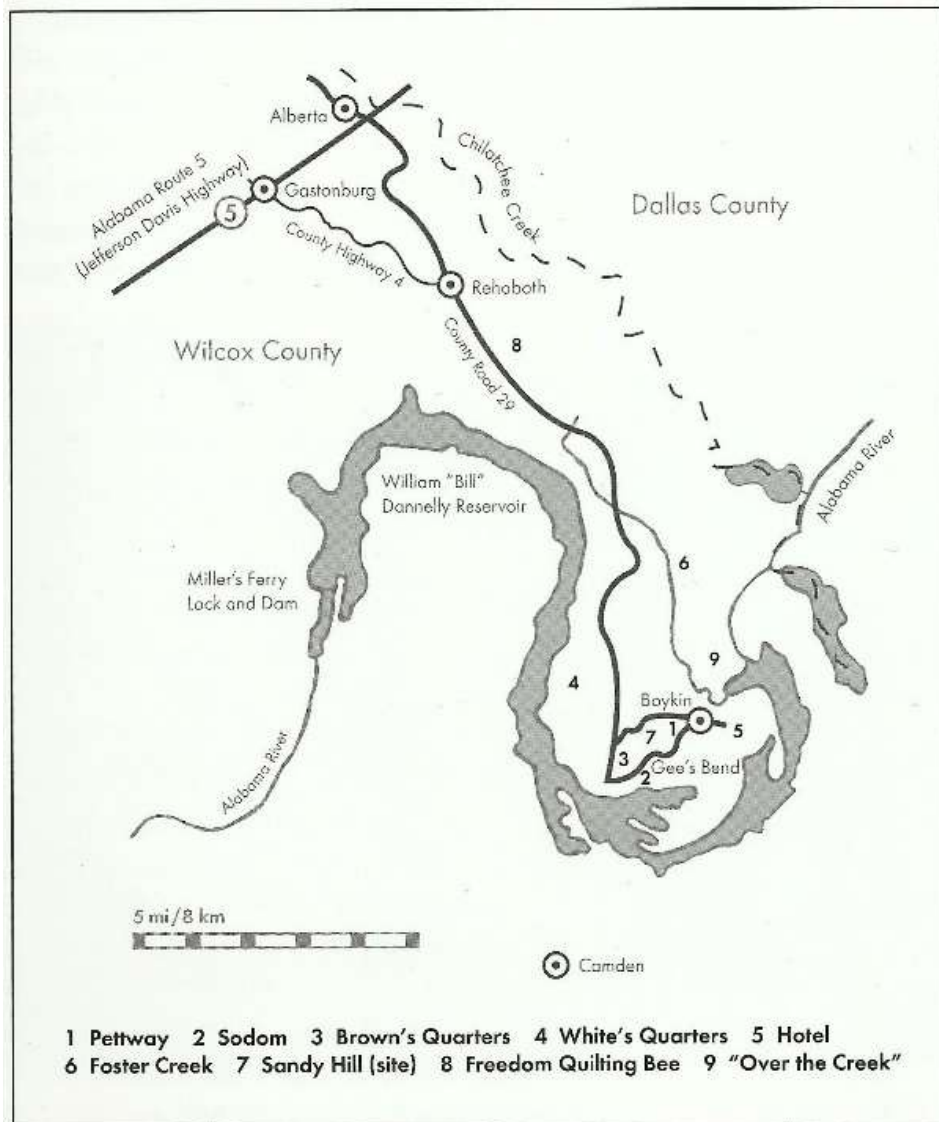 Alberta
Chilatchee Creek
Alabama Route 5
(Jefferson Davis Highway)
5
Gastonburg
Dallas County
County Highway 4
Rehoboth
Wilcox County
County Road 29
8
William "Bill"
Dannelly Reservoir
Alabama River
Miller's Ferry
Lock and Dam
6
9
4
Boykin
7
1
5
3
Gee's Bend
2
Alabama River
5 mi/8 km
Camden
1 Pettway 2 Sodom 3 Brown's Quarters 4 White's Quarters 5 Hotel
6 Foster Creek 7 Sandy Hill (site) 8 Freedom Quilting Bee 9 "Over the Creek"